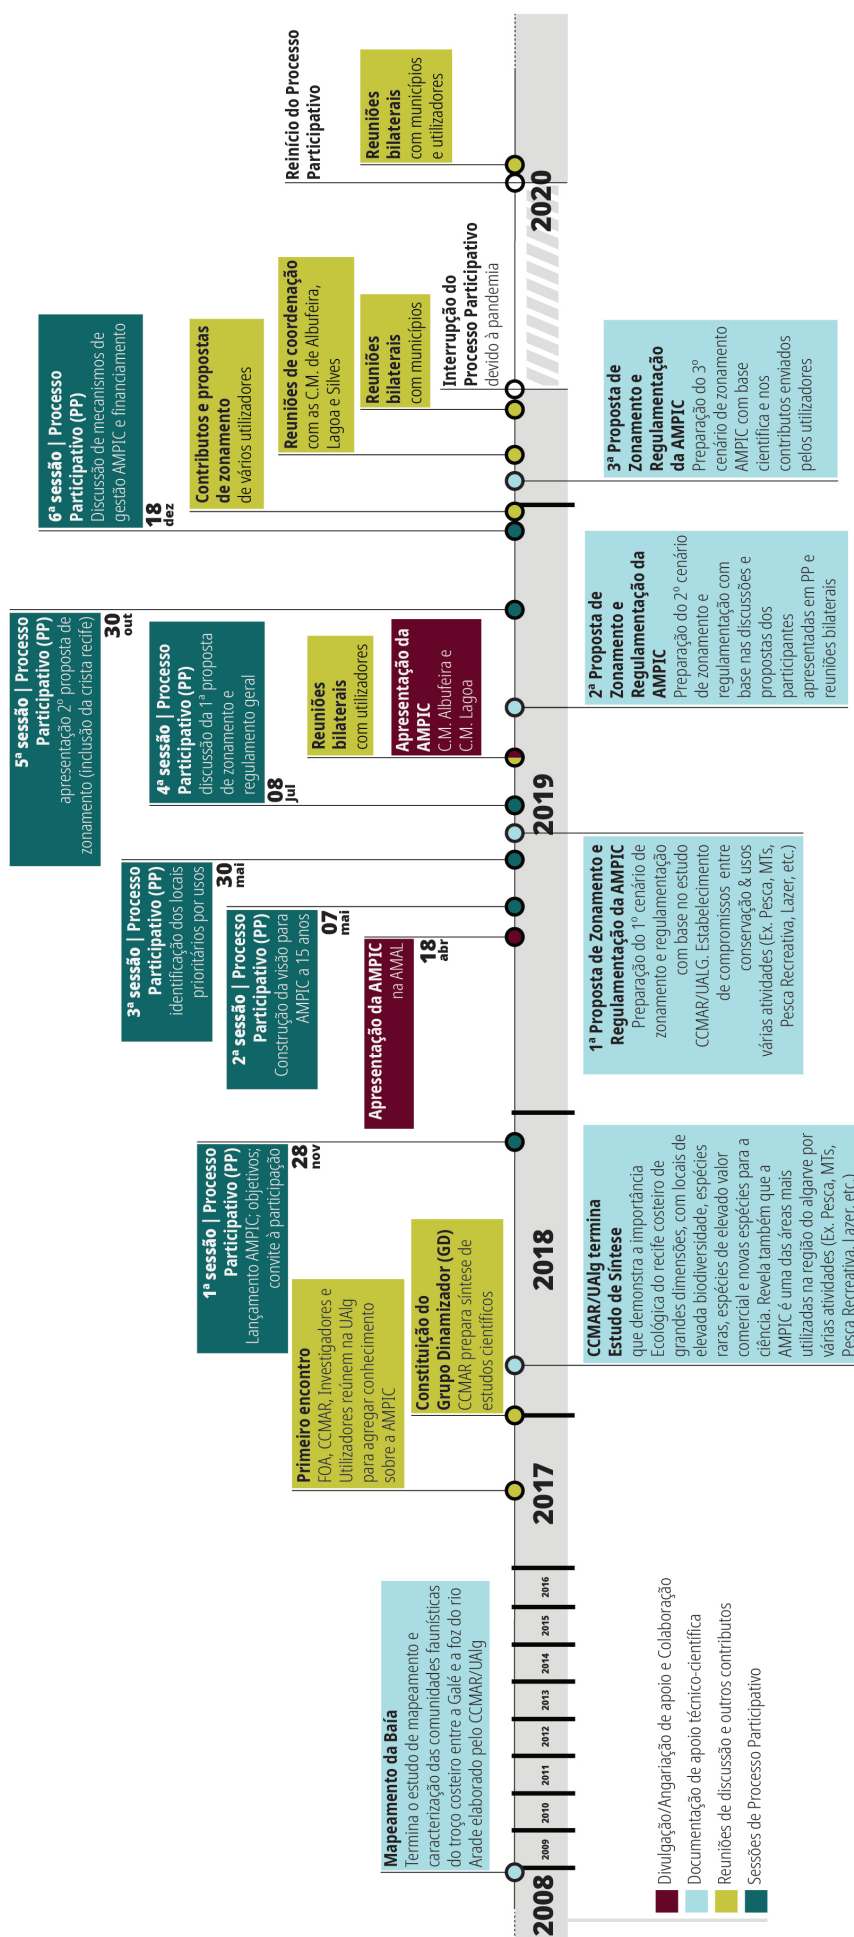 Mapeamento da Baía
Termina o estudo de mapeamento e
caracterização das comunidades faunísticas
do troço costeiro entre a Galé e a foz do rio
Arade elaborado pelo CCMAR/UAlg
Primeiro encontro
FOA, CCMAR, Investigadores e
Utilizadores reúnem na UAlg
para agregar conhecimento
sobre a AMPIC
Constituição do
Grupo Dinamizador (GD)
CCMAR prepara síntese de
estudos científicos
1ª sessão | Processo
Participativo (PP)
Lançamento AMPIC; objetivos;
convite à participação
28
nov
Apresentação da AMPIC
na AMAL
18
abr
2ª sessão | Processo
Participativo (PP)
Construção da visão para
AMPIC a 15 anos
07
mai
3ª sessão | Processo
Participativo (PP)
identificação dos locais
prioritários por usos
30
mai
4ª sessão | Processo
Participativo (PP)
discussão da 1ª proposta
de zonamento e
regulamento geral
08
Jul
Reuniões
bilaterais
com utilizadores
Apresentação da
AMPIC
C.M. Albufeira e
C.M. Lagoa
5ª sessão | Processo
Participativo (PP)
apresentação 2º proposta de
zonamento (inclusão da crista recife)
30
out
6ª sessão | Processo
Participativo (PP)
Discussão de mecanismos de
gestão AMPIC e financiamento
18
dez
Contributos e propostas
de zonamento
de vários utilizadores
Reuniões de coordenação
com as C.M. de Albufeira,
Lagoa e Silves
Reuniões
bilaterais
com municípios
Interrupção do
Processo Participativo
devido à pandemia
Reinício do Processo
Participativo
Reuniões
bilaterais
com municípios
e utilizadores
2008
2009
2010
2011
2012
2013
2014
2015
2016
2017
2018
2019
2020
CCMAR/UAlg termina
Estudo de Síntese
que demonstra a importância
Ecológica do recife costeiro de
grandes dimensões, com locais de
elevada biodiversidade, espécies
raras, espécies de elevado valor
comercial e novas espécies para a
ciência. Revela também que a
AMPIC é uma das áreas mais
utilizadas na região do algarve por
várias atividades (Ex. Pesca, MTs,
Pesca Recreativa, Lazer, etc.)
1ª Proposta de Zonamento e
Regulamentação da AMPIC
Preparação do 1º cenário de
zonamento e regulamentação
com base no estudo
CCMAR/UALG. Estabelecimento
de compromissos entre
conservação & usos
várias atividades (Ex. Pesca, MTs,
Pesca Recreativa, Lazer, etc.)
2ª Proposta de
Zonamento e
Regulamentação da
AMPIC
Preparação do 2º cenário
de zonamento e
regulamentação com
base nas discussões e
propostas dos
participantes
apresentadas em PP e
reuniões bilaterais
3ª Proposta de
Zonamento e
Regulamentação
da AMPIC
Preparação do 3º
cenário de zonamento
AMPIC com base
científica e nos
contributos enviados
pelos utilizadores
Divulgação/Angariação de apoio e Colaboração
Documentação de apoio técnico-científica
Reuniões de discussão e outros contributos
Sessões de Processo Participativo